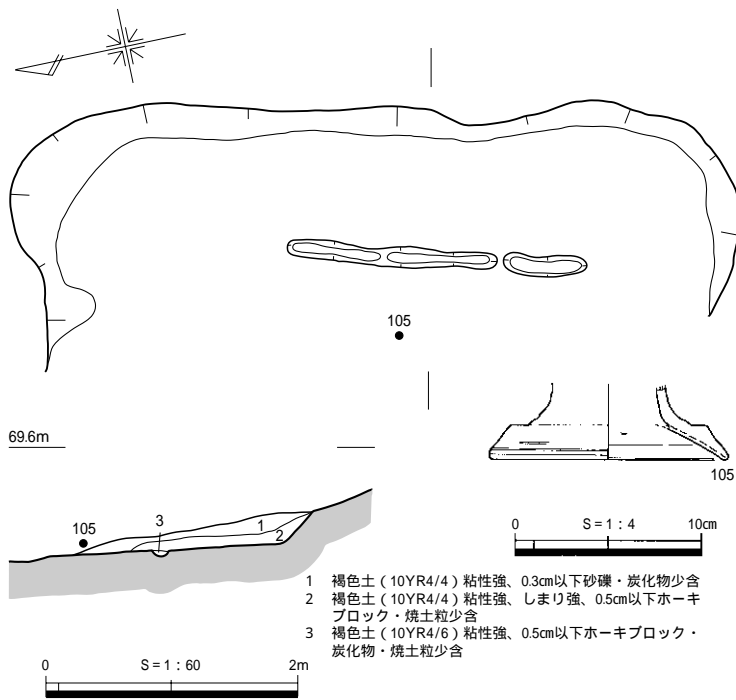 105
69.6m
105
3
1
2
105
0 S=1:4 10cm
1 褐色土(10YR4/4)粘性強、0.3cm以下砂礫・炭化物少含
2 褐色土(10YR4/4)粘性強、しまり強、0.5cm以下ホーキ
ブロック・焼土粒少含
3 褐色土(10YR4/6)粘性強、0.5cm以下ホーキブロック・
炭化物・焼土粒少含
0 S=1:60 2m